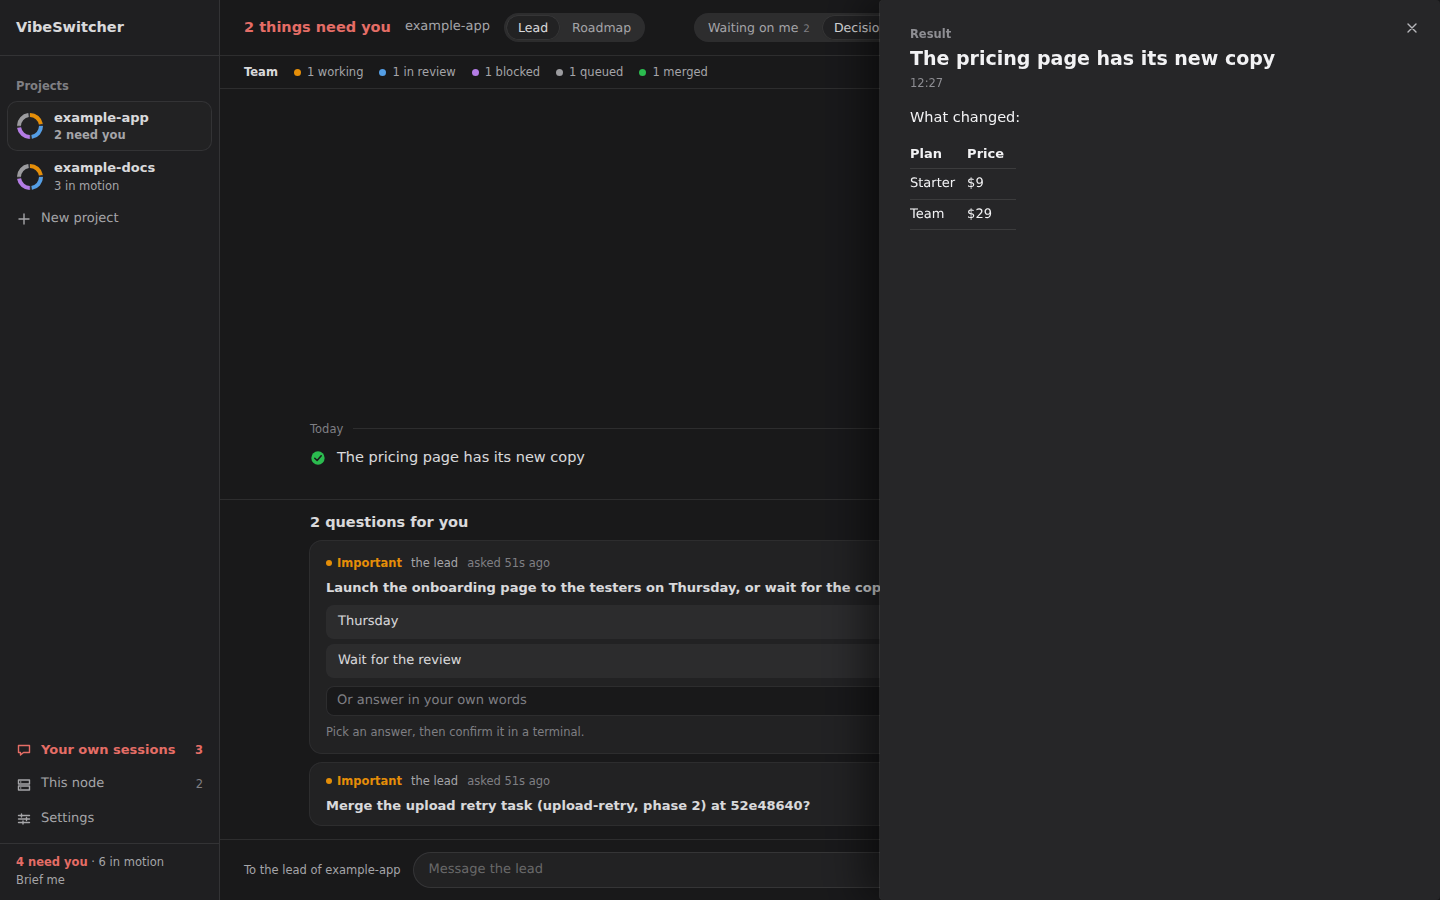 VibeSwitcher
Projects
example-app
2 need you
example-docs
3 in motion
New project
Your own sessions 3
This node 2
Settings
4 need you · 6 in motion
Brief me
2 things need you example-app Lead Roadmap Waiting on me 2 Decisio
Team 1 working 1 in review 1 blocked 1 queued 1 merged
Today
The pricing page has its new copy
2 questions for you
Important the lead asked 51s ago
Launch the onboarding page to the testers on Thursday, or wait for the cop
Thursday
Wait for the review
Or answer in your own words
Pick an answer, then confirm it in a terminal.
Important the lead asked 51s ago
Merge the upload retry task (upload-retry, phase 2) at 52e48640?
To the lead of example-app Message the lead
Result
The pricing page has its new copy
12:27
What changed:
Plan Price
Starter $9
Team $29